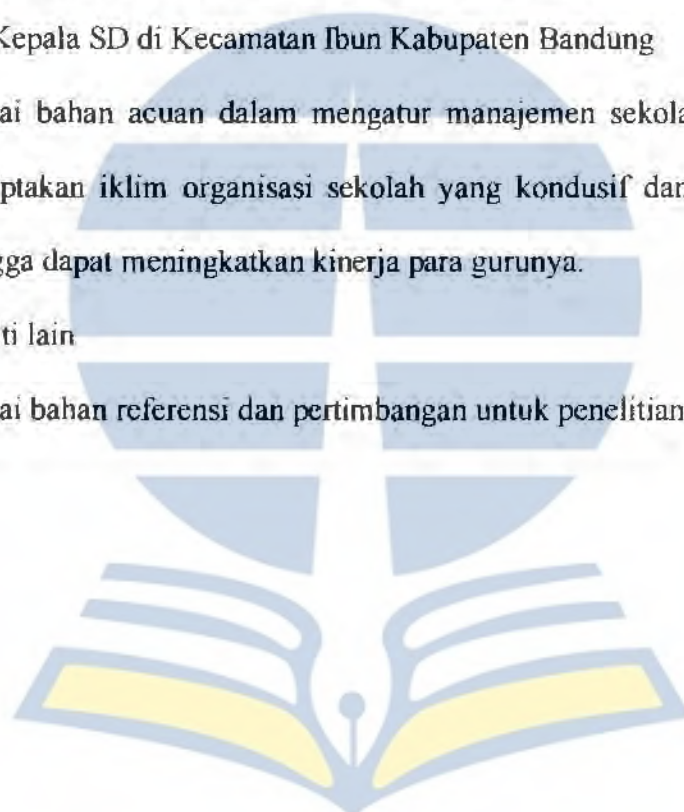 Kepala SD di Kecamatan Ibun Kabupaten Bandung
ai bahan acuan dalam mengatur manajemen sekola
ptakan iklim organisasi sekolah yang kondusif dan
gga dapat meningkatkan kinerja para gurunya.
ti lain
ai bahan referensi dan pertimbangan untuk penelitian